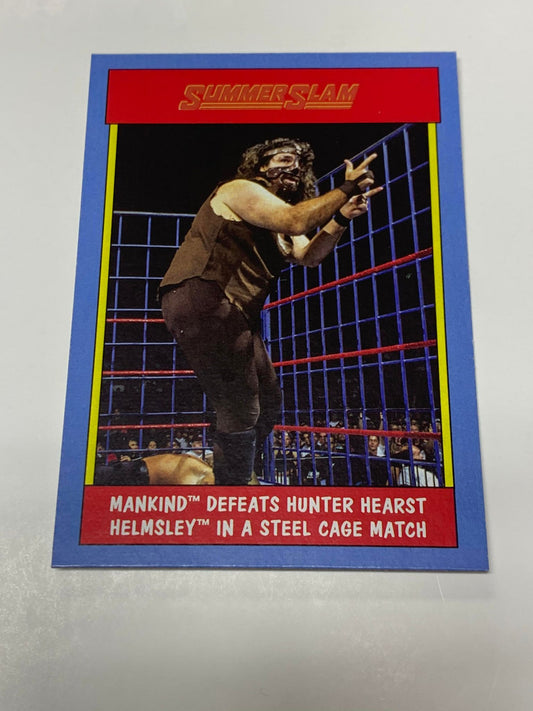 SUMMERSLAM
MANKIND™ DEFEATS HUNTER HEARST
HELMSLEY™ IN A STEEL CAGE MATCH